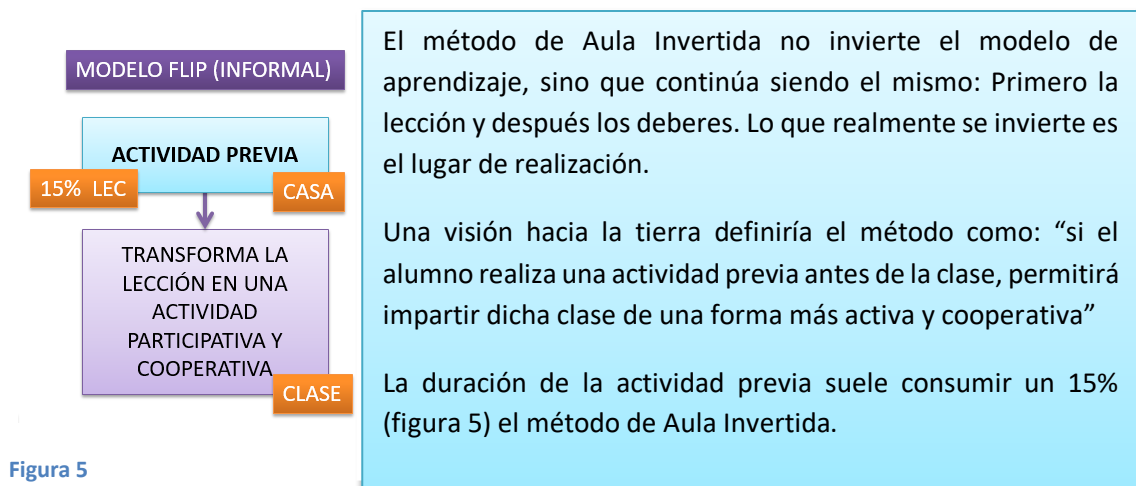 MODELO FLIP (INFORMAL)
ACTIVIDAD PREVIA
15% LEC
CASA
TRANSFORMA LA
LECCIÓN EN UNA
ACTIVIDAD
PARTICIPATIVA Y
COOPERATIVA
CLASE
Figura 5
El método de Aula Invertida no invierte el modelo de
aprendizaje, sino que continúa siendo el mismo: Primero la
lección y después los deberes. Lo que realmente se invierte es
el lugar de realización.
Una visión hacia la tierra definiría el método como: “si el
alumno realiza una actividad previa antes de la clase, permitirá
impartir dicha clase de una forma más activa y cooperativa”
La duración de la actividad previa suele consumir un 15%
(figura 5) el método de Aula Invertida.